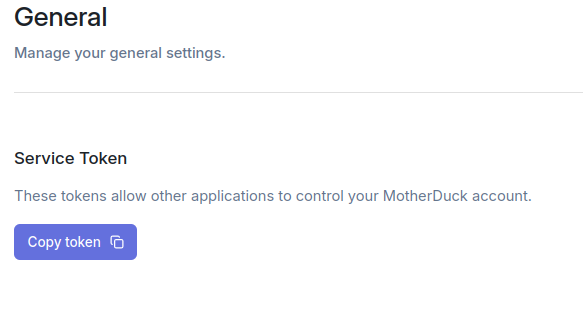 General
Manage your general settings.
Service Token
These tokens allow other applications to control your MotherDuck account.
Copy token